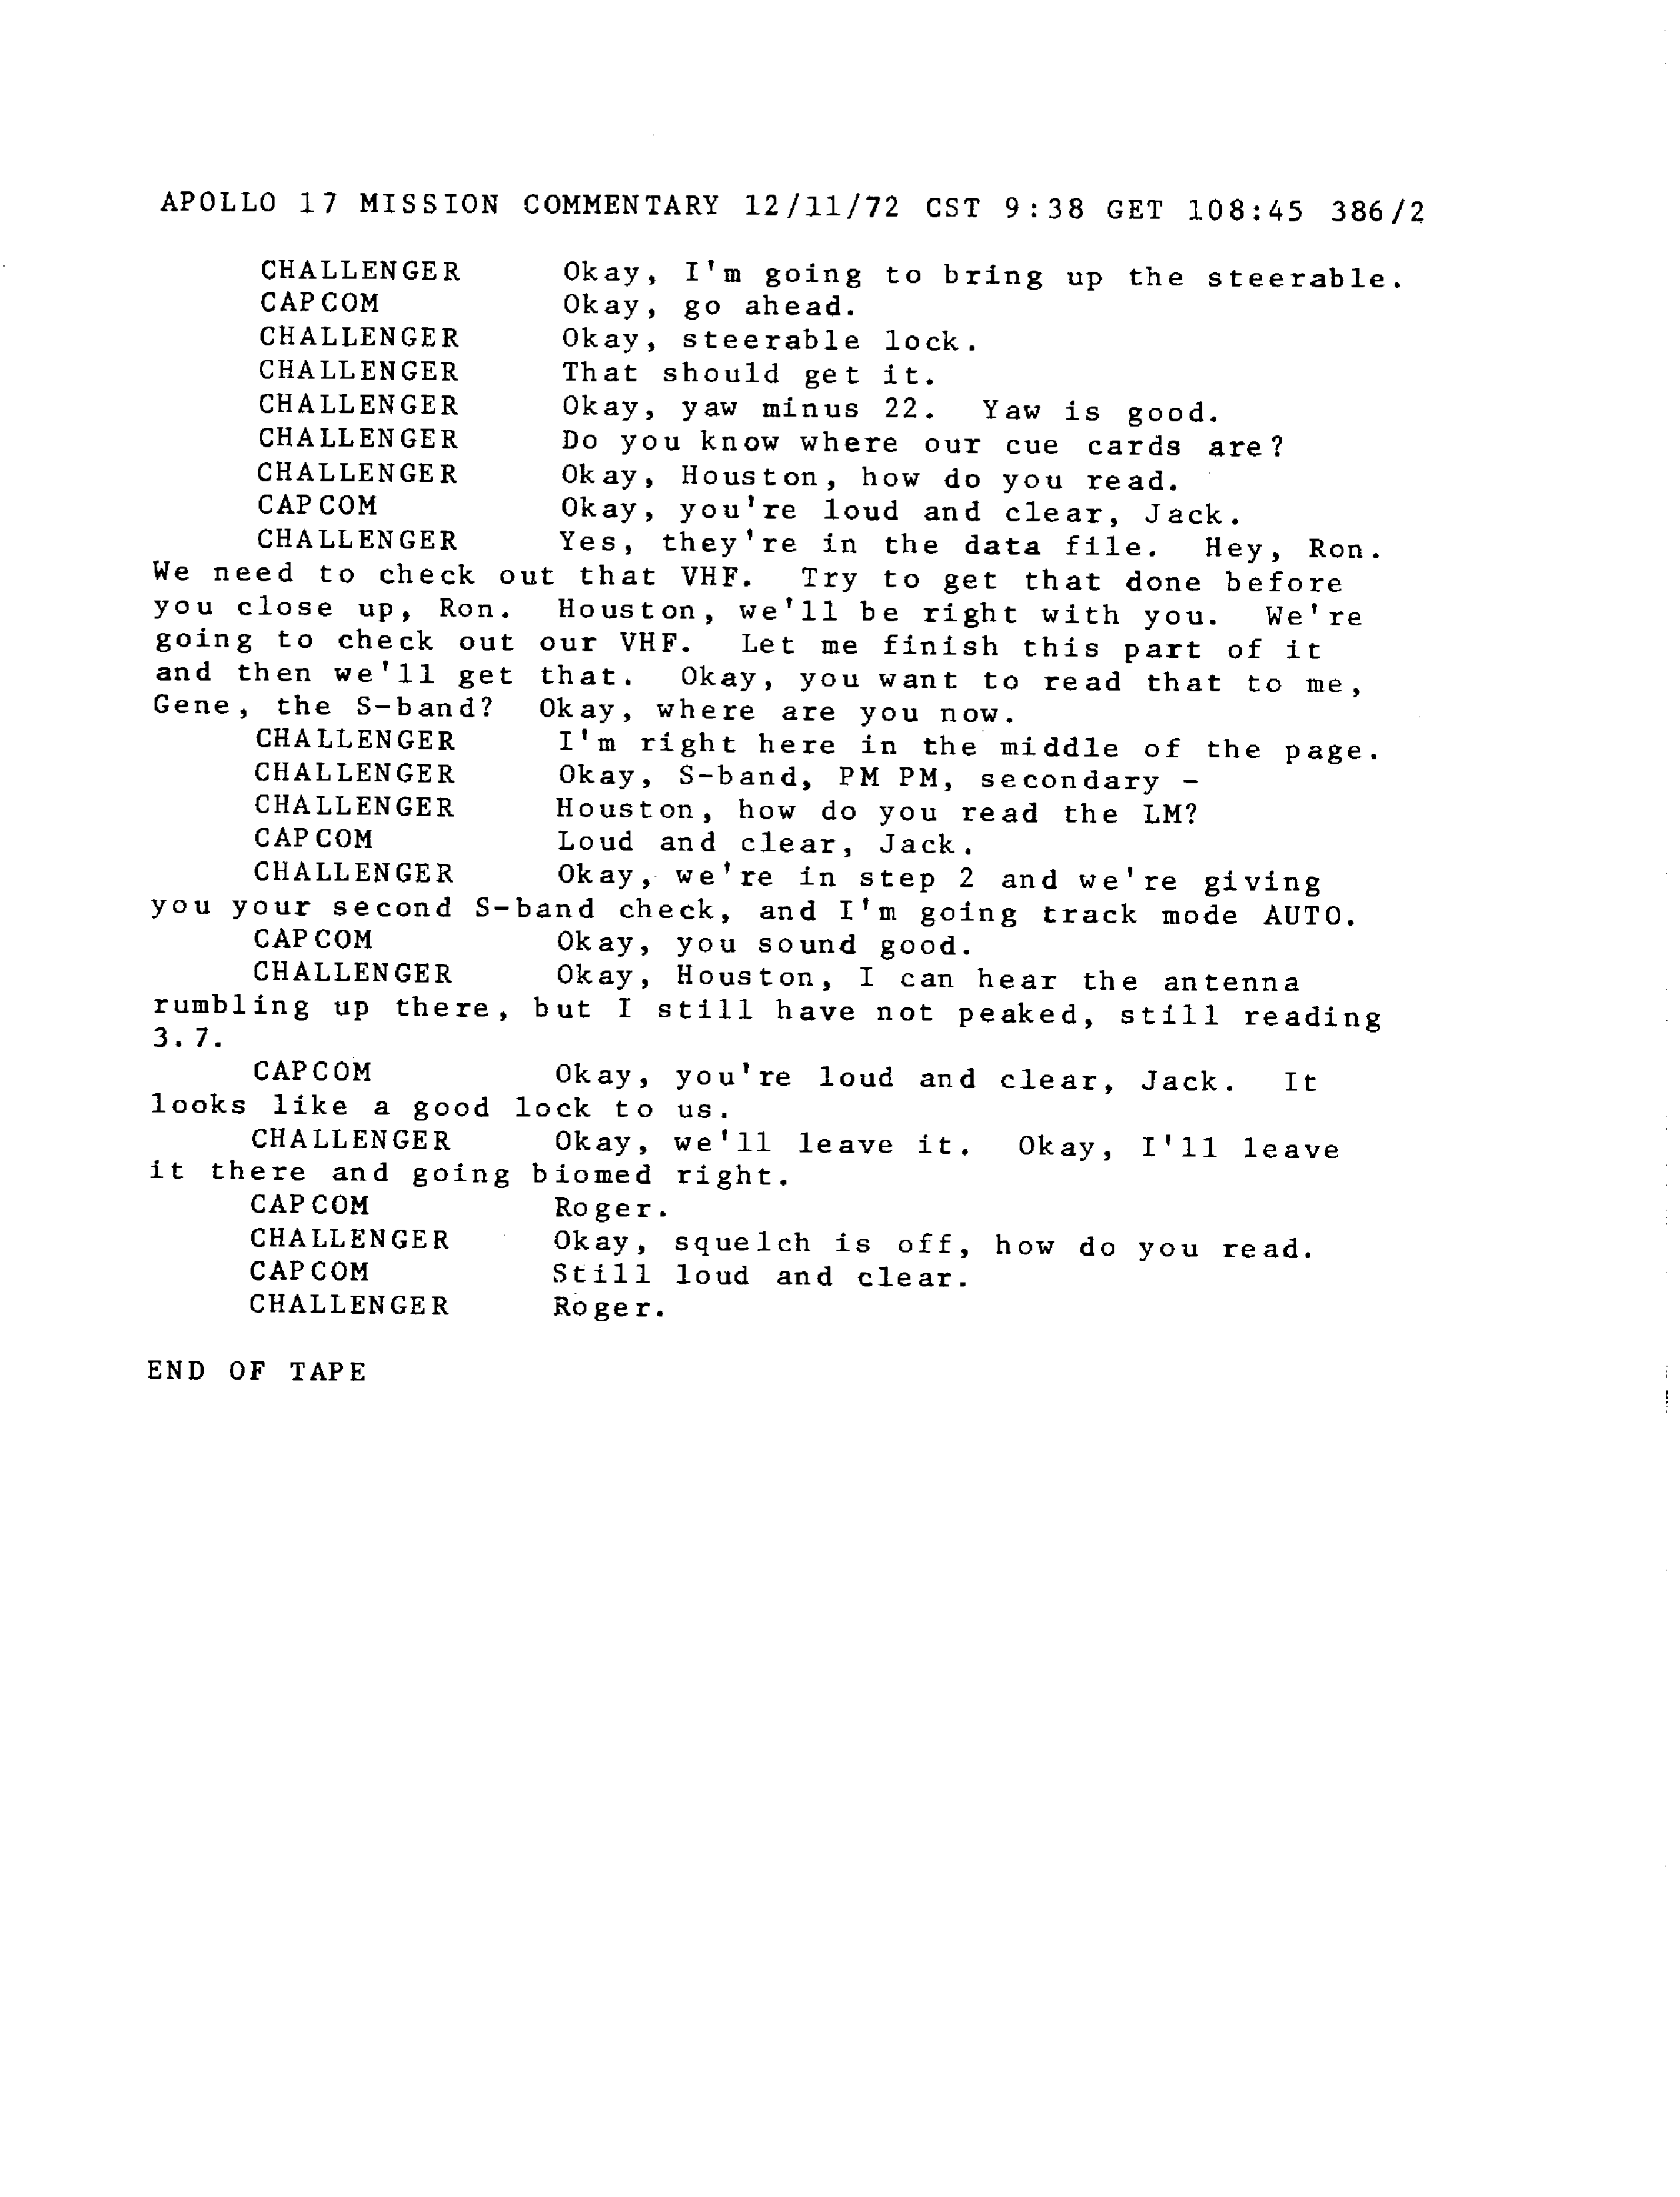 APOLLO 17 MISSION COMMENTARY 12/11/72 CST 9:38 GET 108:45 386/2
CHALLENGER Okay, I'm going to bring up the steerable.
CAPCOM Okay, go ahead.
CHALLENGER Okay, steerable lock.
CHALLENGER That should get it.
CHALLENGER Okay, yaw minus 22. Yaw is good.
CHALLENGER Do you know where our cue cards are?
CHALLENGER Okay, Houston, how do you read.
CAPCOM Okay, you're loud and clear, Jack.
CHALLENGER Yes, they're in the data file. Hey, Ron.
We need to check out that VHF. Try to get that done before
you close up, Ron. Houston, we'll be right with you. We're
going to check out our VHF. Let me finish this part of it
and then we'll get that. Okay, you want to read that to me,
Gene, the S-band? Okay, where are you now.
CHALLENGER I'm right here in the middle of the page.
CHALLENGER Okay, S-band, PM PM, secondary -
CHALLENGER Houston, how do you read the LM?
CAPCOM Loud and clear, Jack.
CHALLENGER Okay, we're in step 2 and we're giving
you your second S-band check, and I'm going track mode AUTO.
CAPCOM Okay, you sound good.
CHALLENGER Okay, Houston, I can hear the antenna
rumbling up there, but I still have not peaked, still reading
3.7.
CAPCOM Okay, you're loud and clear, Jack. It
looks like a good lock to us.
CHALLENGER Okay, we'll leave it. Okay, I'll leave
it there and going biomed right.
CAPCOM Roger.
CHALLENGER Okay, squelch is off, how do you read.
CAPCOM Still loud and clear.
CHALLENGER Roger.
END OF TAPE